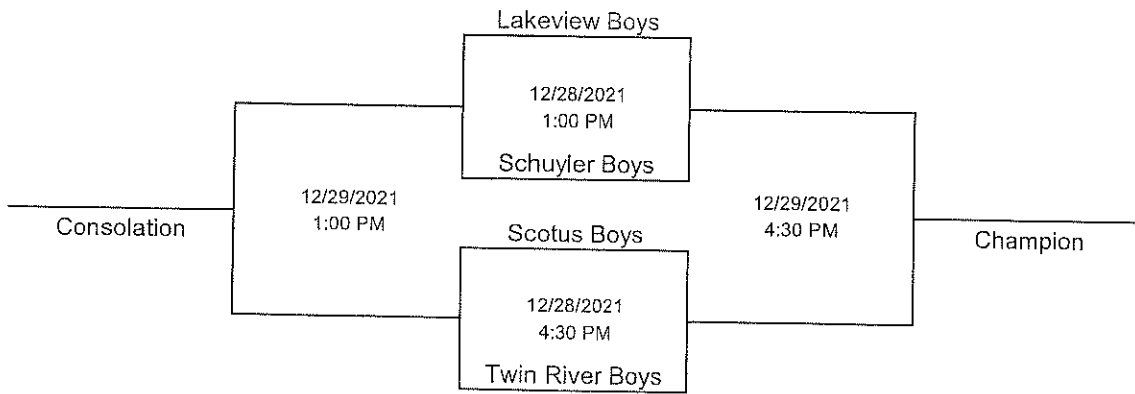 Lakeview Boys
12/28/2021
1:00 PM
Schuyler Boys
12/29/2021
1:00 PM
12/29/2021
4:30 PM
Consolation
Scotus Boys
Champion
12/28/2021
4:30 PM
Twin River Boys